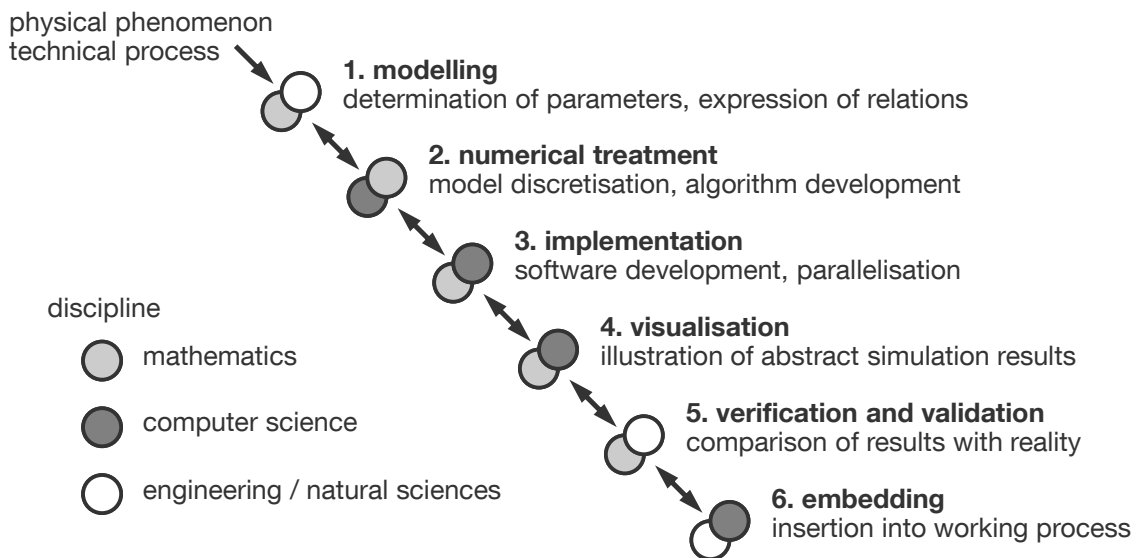 physical phenomenon
technical process
1. modelling
determination of parameters, expression of relations
2. numerical treatment
model discretisation, algorithm development
3. implementation
software development, parallelisation
discipline
mathematics
computer science
engineering / natural sciences
4. visualisation
illustration of abstract simulation results
5. verification and validation
comparison of results with reality
6. embedding
insertion into working process